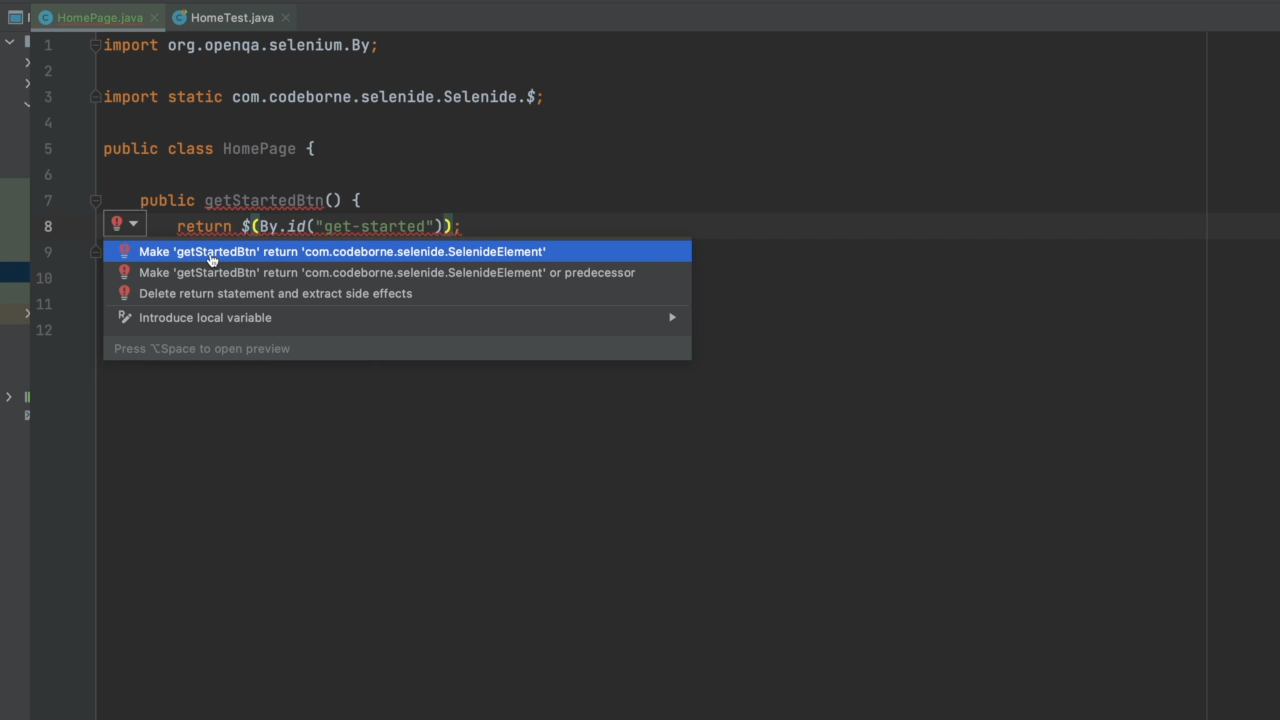 HomePage.java HomeTest.java
1 import org.openqa.selenium.By;
2
3 import static com.codeborne.selenide.Selenide.$;
4
5 public class HomePage {
6
7 public getStartedBtn() {
8 return $(By.id("get-started"));
9 Make 'getStartedBtn' return 'com.codeborne.selenide.SelenideElement'
10 Make 'getStartedBtn' return 'com.codeborne.selenide.SelenideElement' or predecessor
Delete return statement and extract side effects
11
Introduce local variable
12
Press ⌥Space to open preview